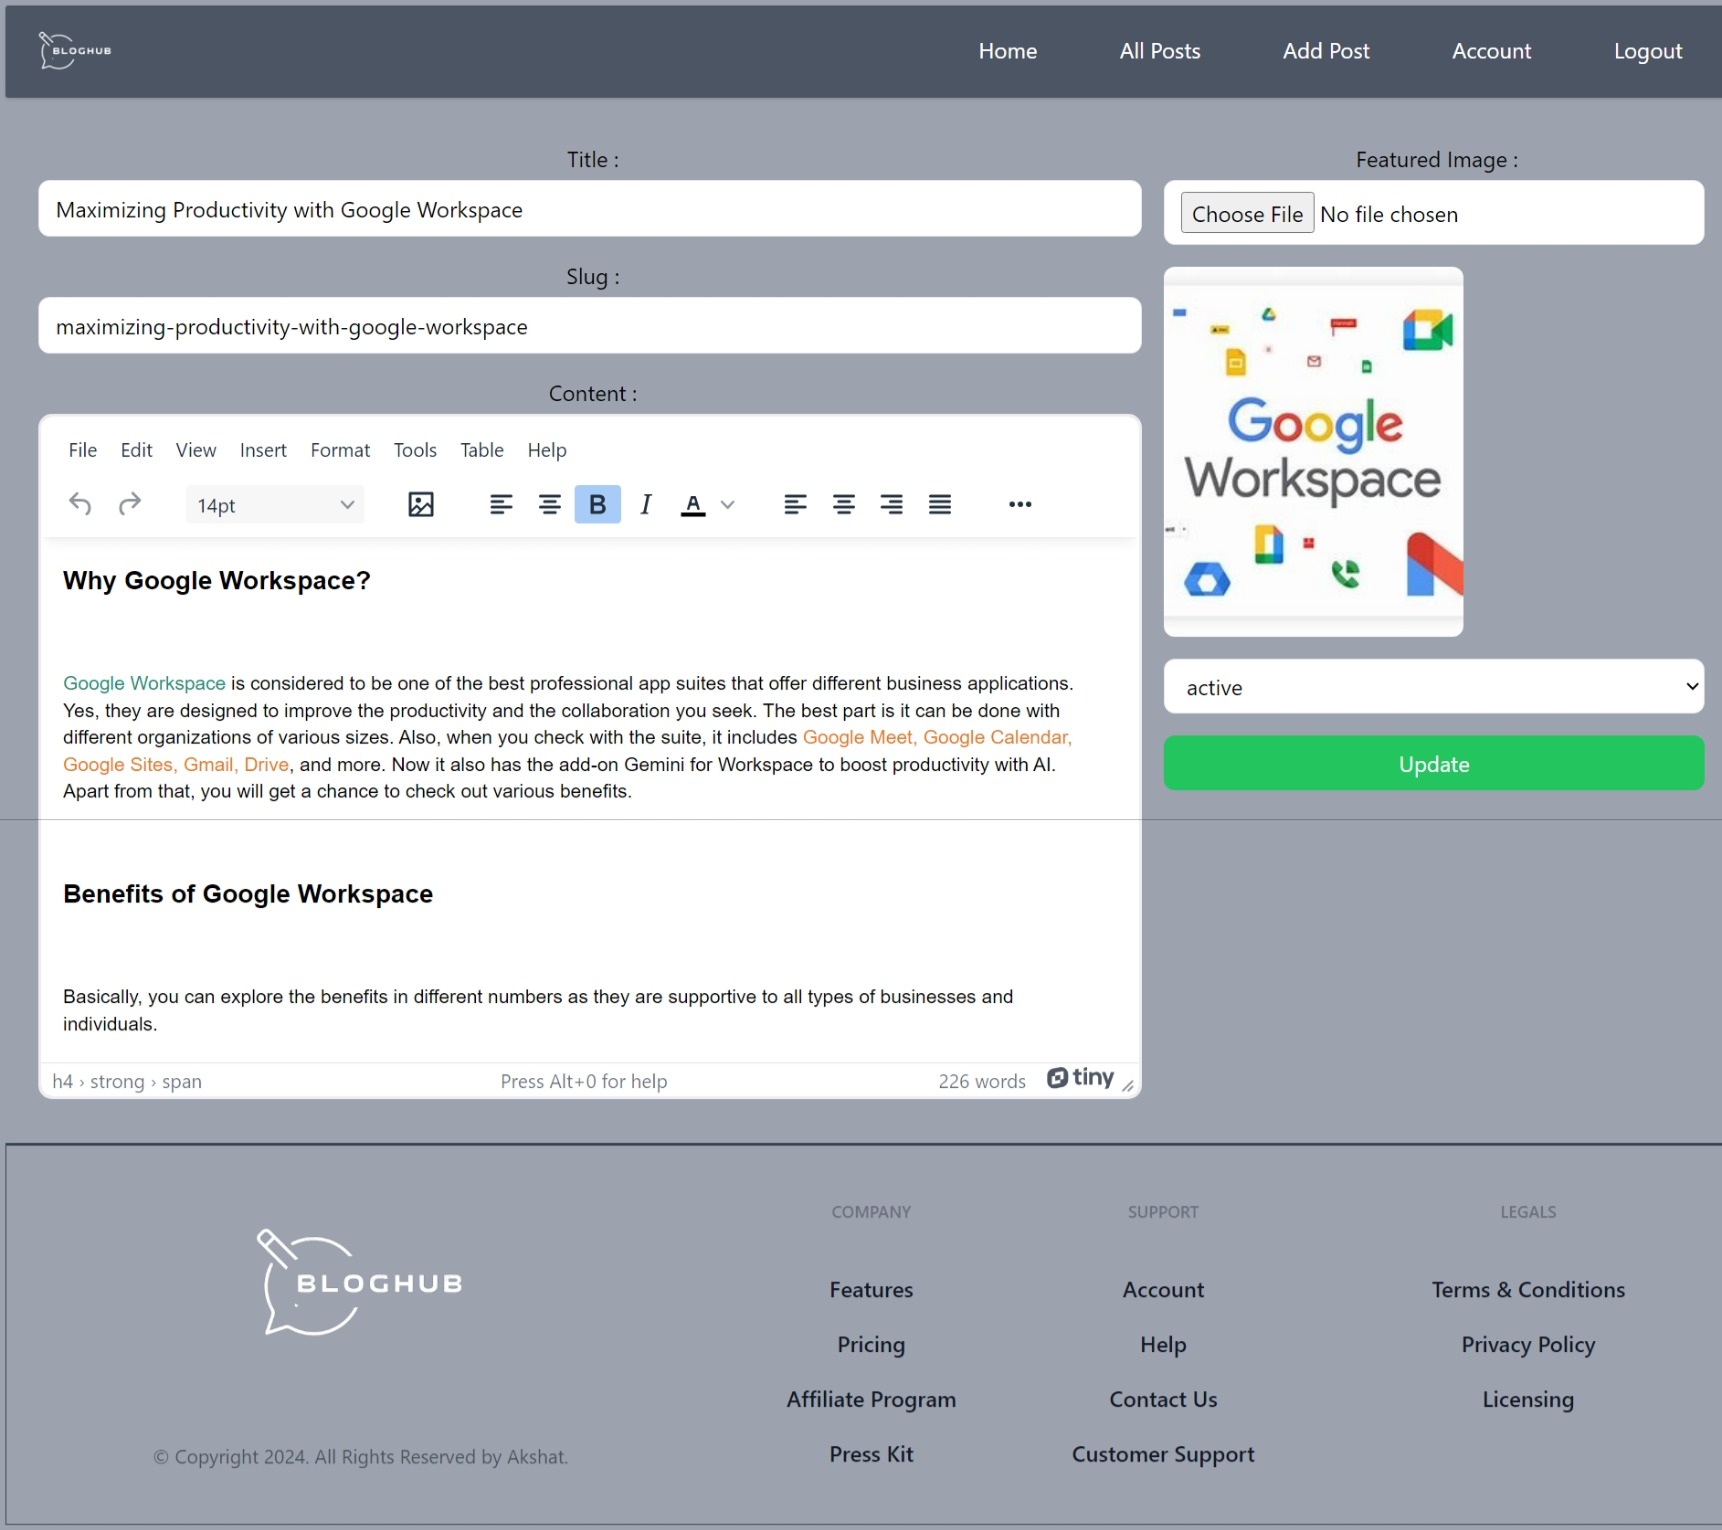 BLOGHUB
Home All Posts Add Post Account Logout
Title :
Maximizing Productivity with Google Workspace
Slug :
maximizing-productivity-with-google-workspace
Content :
File Edit View Insert Format Tools Table Help
14pt B I A ...
Why Google Workspace?
Google Workspace is considered to be one of the best professional app suites that offer different business applications.
Yes, they are designed to improve the productivity and the collaboration you seek. The best part is it can be done with
different organizations of various sizes. Also, when you check with the suite, it includes Google Meet, Google Calendar,
Google Sites, Gmail, Drive, and more. Now it also has the add-on Gemini for Workspace to boost productivity with AI.
Apart from that, you will get a chance to check out various benefits.
Benefits of Google Workspace
Basically, you can explore the benefits in different numbers as they are supportive to all types of businesses and
individuals.
h4 › strong › span Press Alt+0 for help 226 words tiny
Featured Image :
Choose File No file chosen
Google
Workspace
active
Update
BLOGHUB
© Copyright 2024. All Rights Reserved by Akshat.
COMPANY
Features
Pricing
Affiliate Program
Press Kit
SUPPORT
Account
Help
Contact Us
Customer Support
LEGALS
Terms & Conditions
Privacy Policy
Licensing